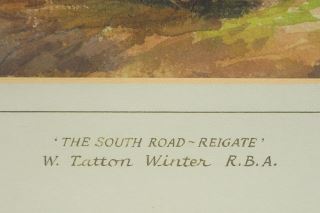 'THE SOUTH ROAD ~ REIGATE'
W. Tatton Winter R.B.A.